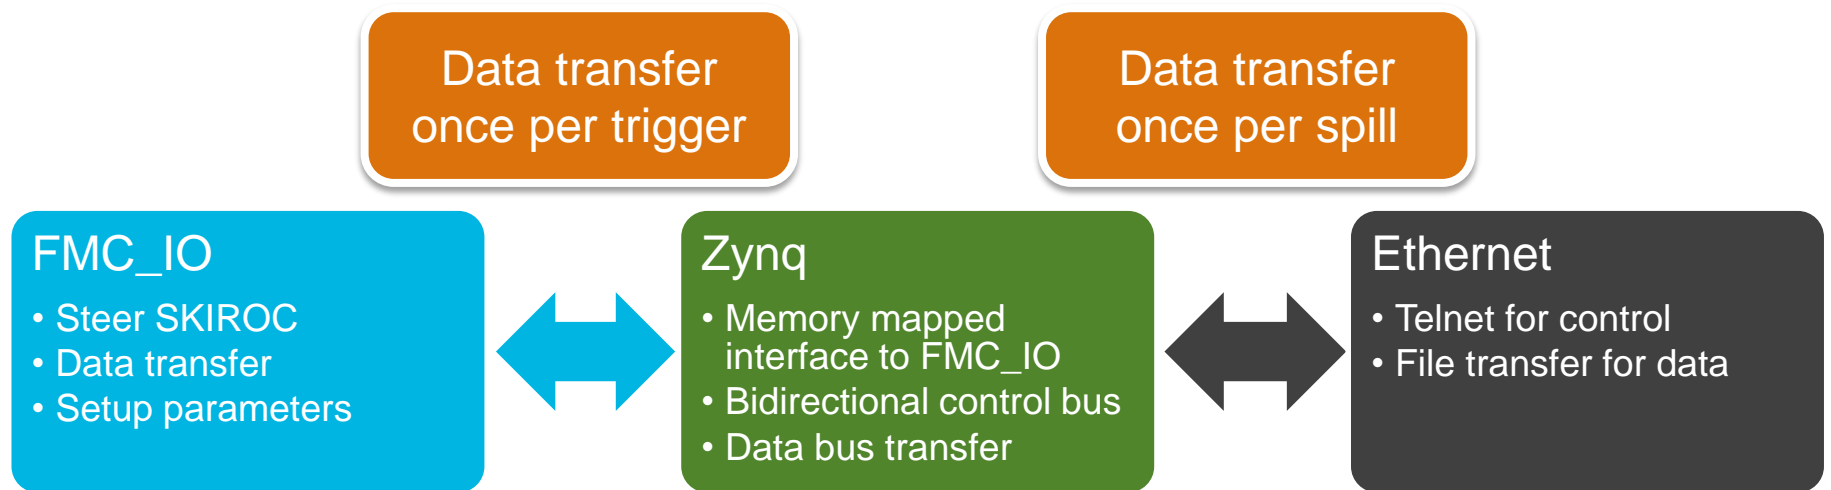 Data transfer
once per trigger
Data transfer
once per spill
FMC_IO
• Steer SKIROC
• Data transfer
• Setup parameters
Zynq
• Memory mapped
interface to FMC_IO
• Bidirectional control bus
• Data bus transfer
Ethernet
• Telnet for control
• File transfer for data